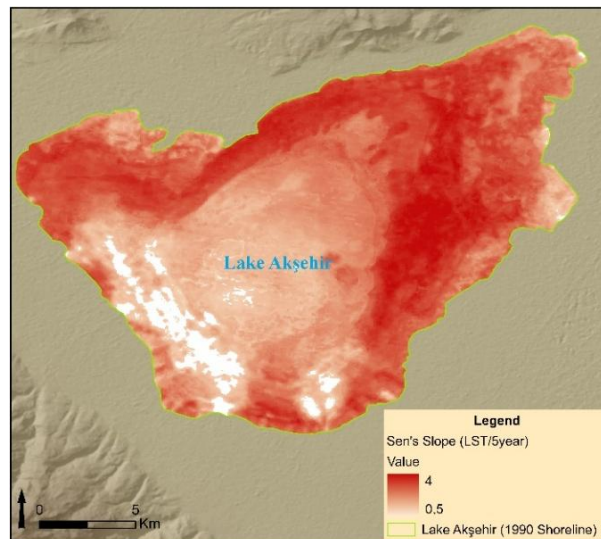 Lake Akşehir
Legend
Sen's Slope (LST/5year)
Value
4
0.5
Lake Akşehir (1990 Shoreline)
0 5
Km